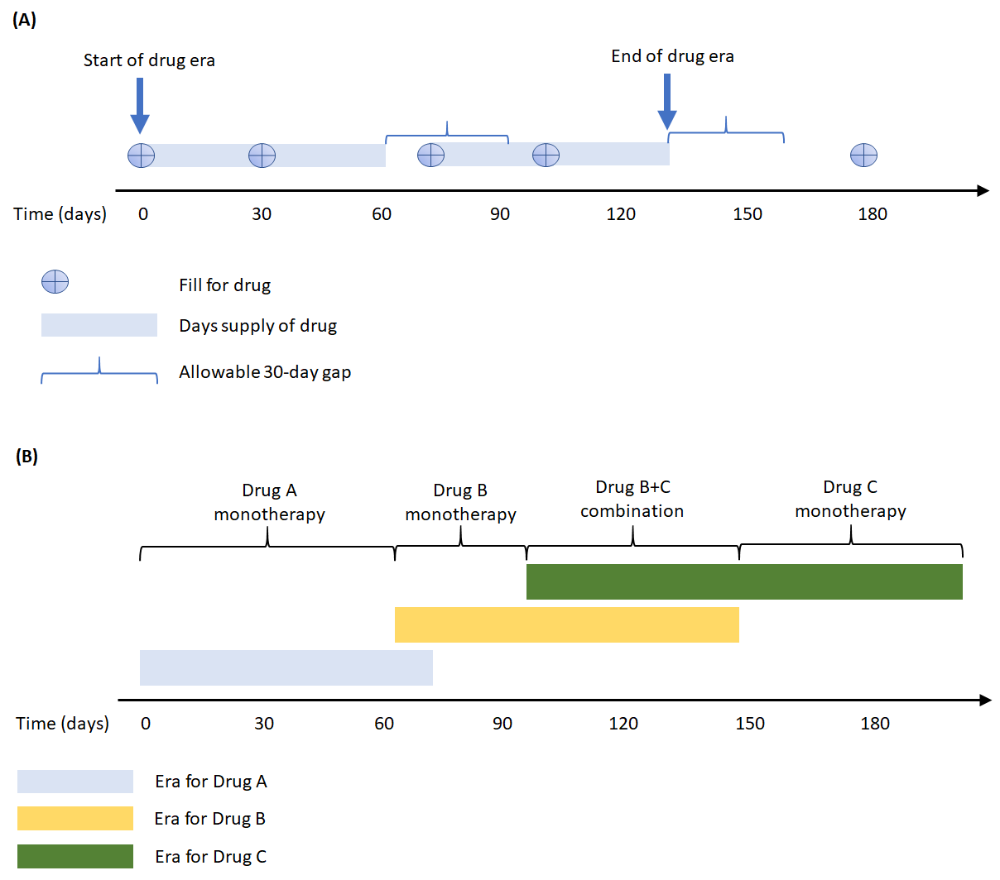 (A)
Start of drug era
End of drug era
Time (days) 0 30 60 90 120 150 180
Fill for drug
Days supply of drug
Allowable 30-day gap
(B)
Drug A
monotherapy
Drug B
monotherapy
Drug B+C
combination
Drug C
monotherapy
Time (days) 0 30 60 90 120 150 180
Era for Drug A
Era for Drug B
Era for Drug C